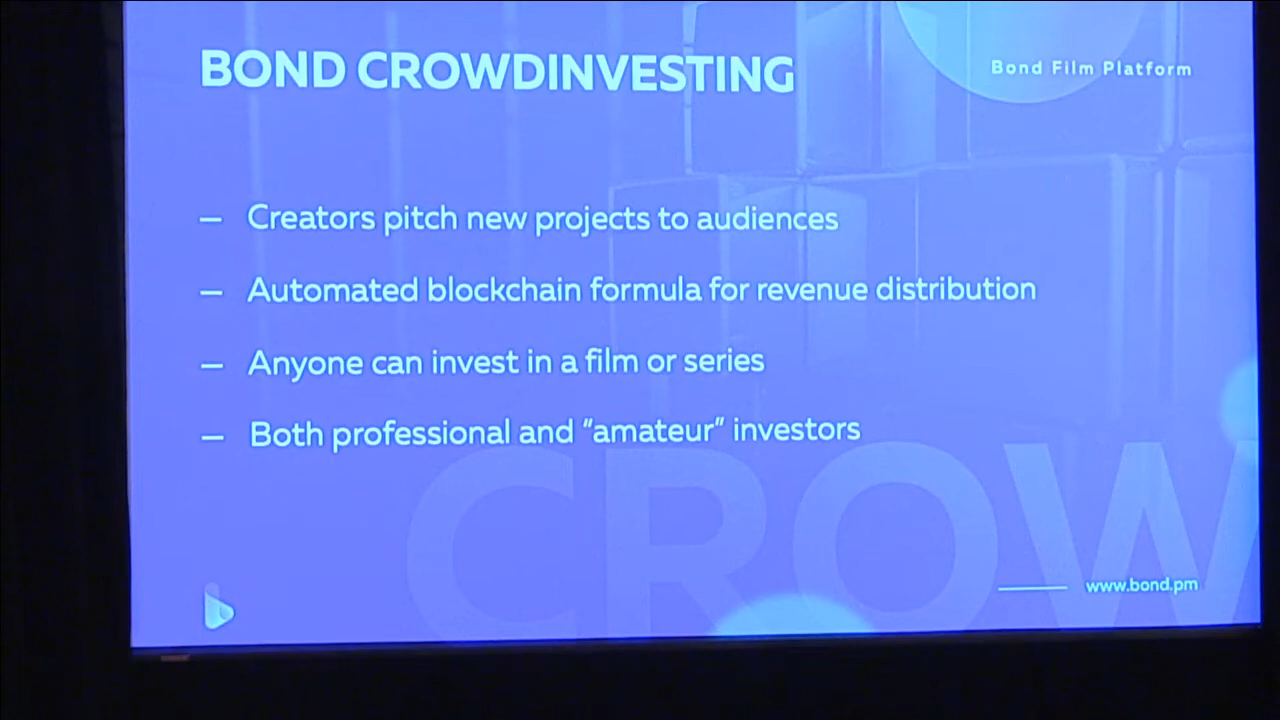 BOND CROWDINVESTING
Bond Film Platform
— Creators pitch new projects to audiences
— Automated blockchain formula for revenue distribution
— Anyone can invest in a film or series
— Both professional and “amateur” investors
CROW
www.bond.pm